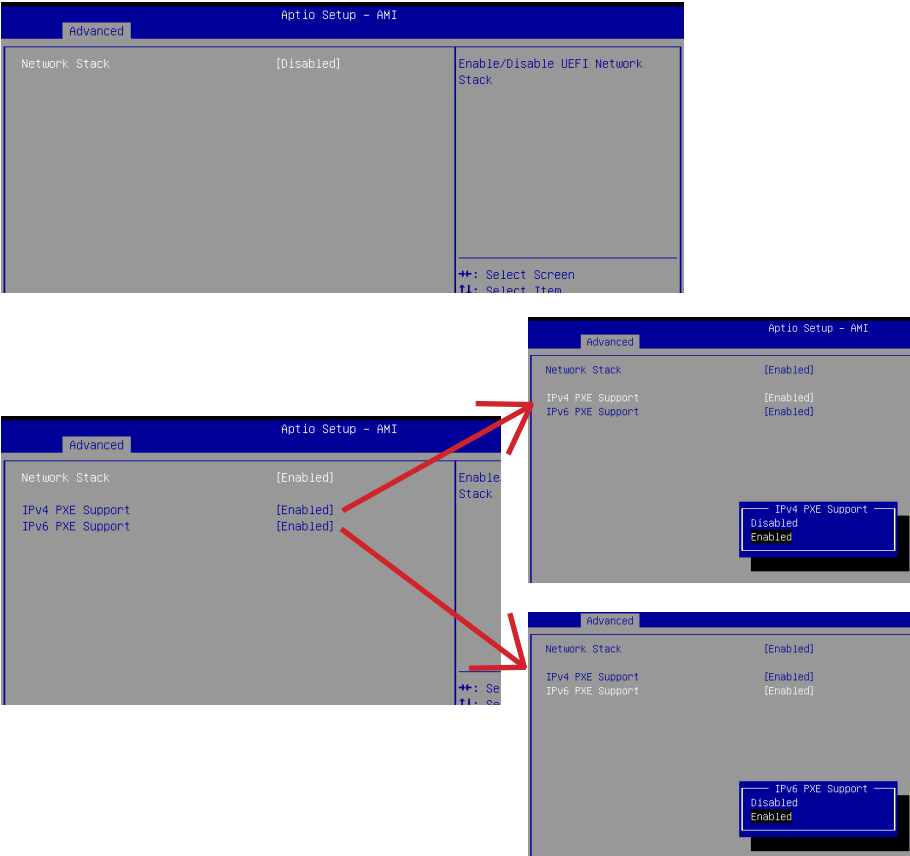 Aptio Setup – AMI
Advanced
Network Stack [Disabled]
Enable/Disable UEFI Network
Stack
: Select Screen
: Select Item
Aptio Setup – AMI
Advanced
Network Stack [Enabled]
IPv4 PXE Support [Enabled]
IPv6 PXE Support [Enabled]
Enable
Stack
: Se
: Se
Aptio Setup – AMI
Advanced
Network Stack [Enabled]
IPv4 PXE Support [Enabled]
IPv6 PXE Support [Enabled]
IPv4 PXE Support
Disabled
Enabled
Advanced
Network Stack [Enabled]
IPv4 PXE Support [Enabled]
IPv6 PXE Support [Enabled]
IPv6 PXE Support
Disabled
Enabled